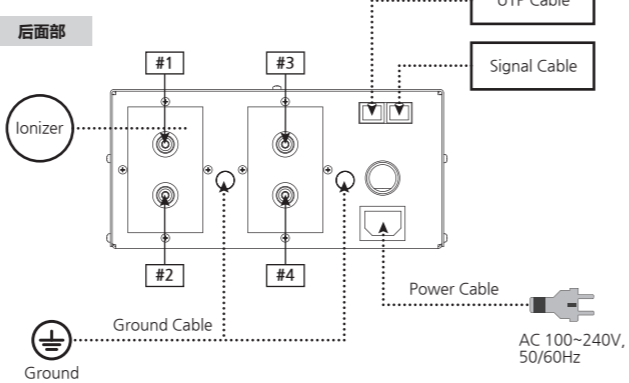 UTP Cable
后面部
#1
#3
Signal Cable
Ionizer
#2
#4
Power Cable
Ground Cable
AC 100~240V,
50/60Hz
Ground